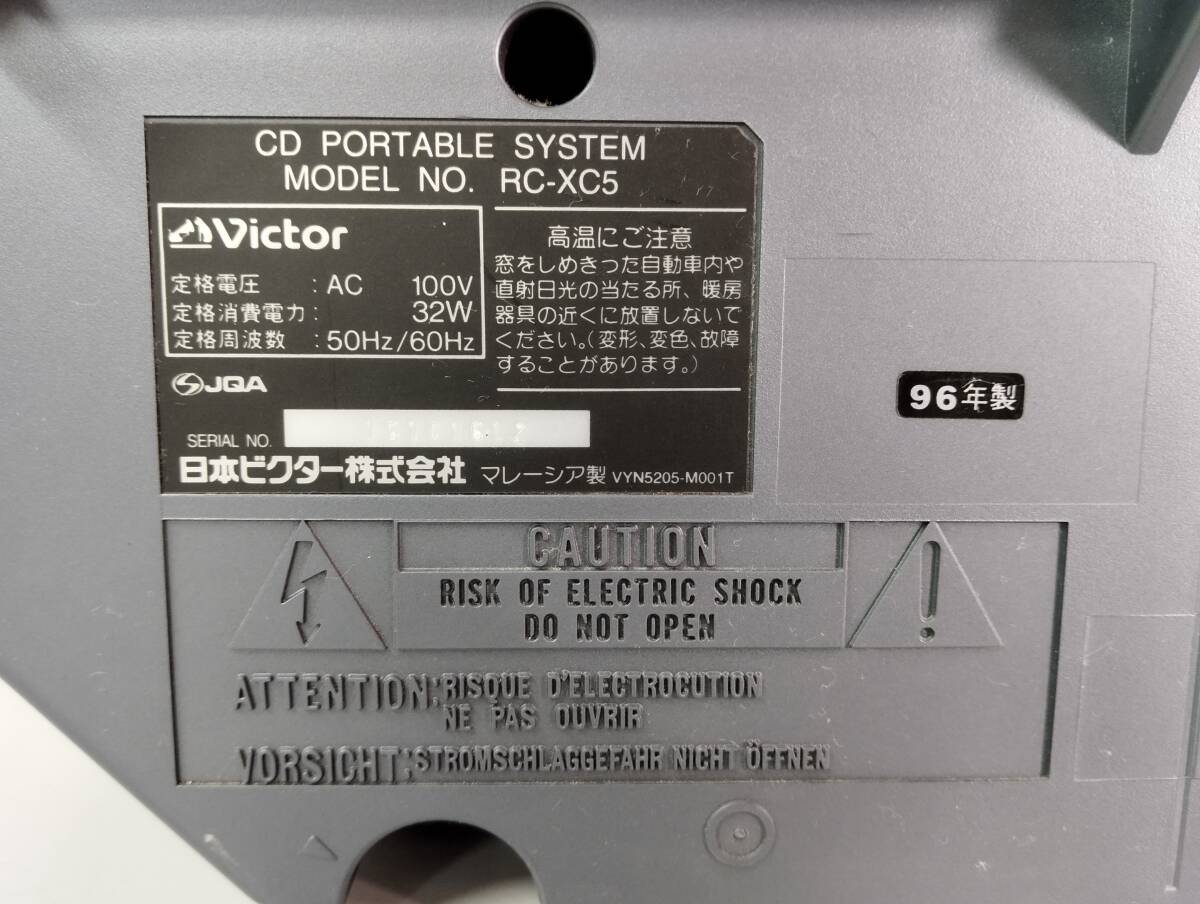 CD PORTABLE SYSTEM
MODEL NO. RC-XC5
Victor
定格電圧 : AC 100V
定格消費電力 : 32W
定格周波数 : 50Hz/60Hz
JQA
高温にご注意
窓をしめきった自動車内や
直射日光の当たる所、暖房
器具の近くに放置しないで
ください。(変形、変色、故障
することがあります。)
SERIAL NO.
日本ビクター株式会社 マレーシア製 VYN5205-M001T
96年製
CAUTION
RISK OF ELECTRIC SHOCK
DO NOT OPEN
ATTENTION: RISQUE D'ELECTROCUTION
NE PAS OUVRIR
VORSICHT: STROMSCHLAGGEFAHR NICHT ÖFFNEN